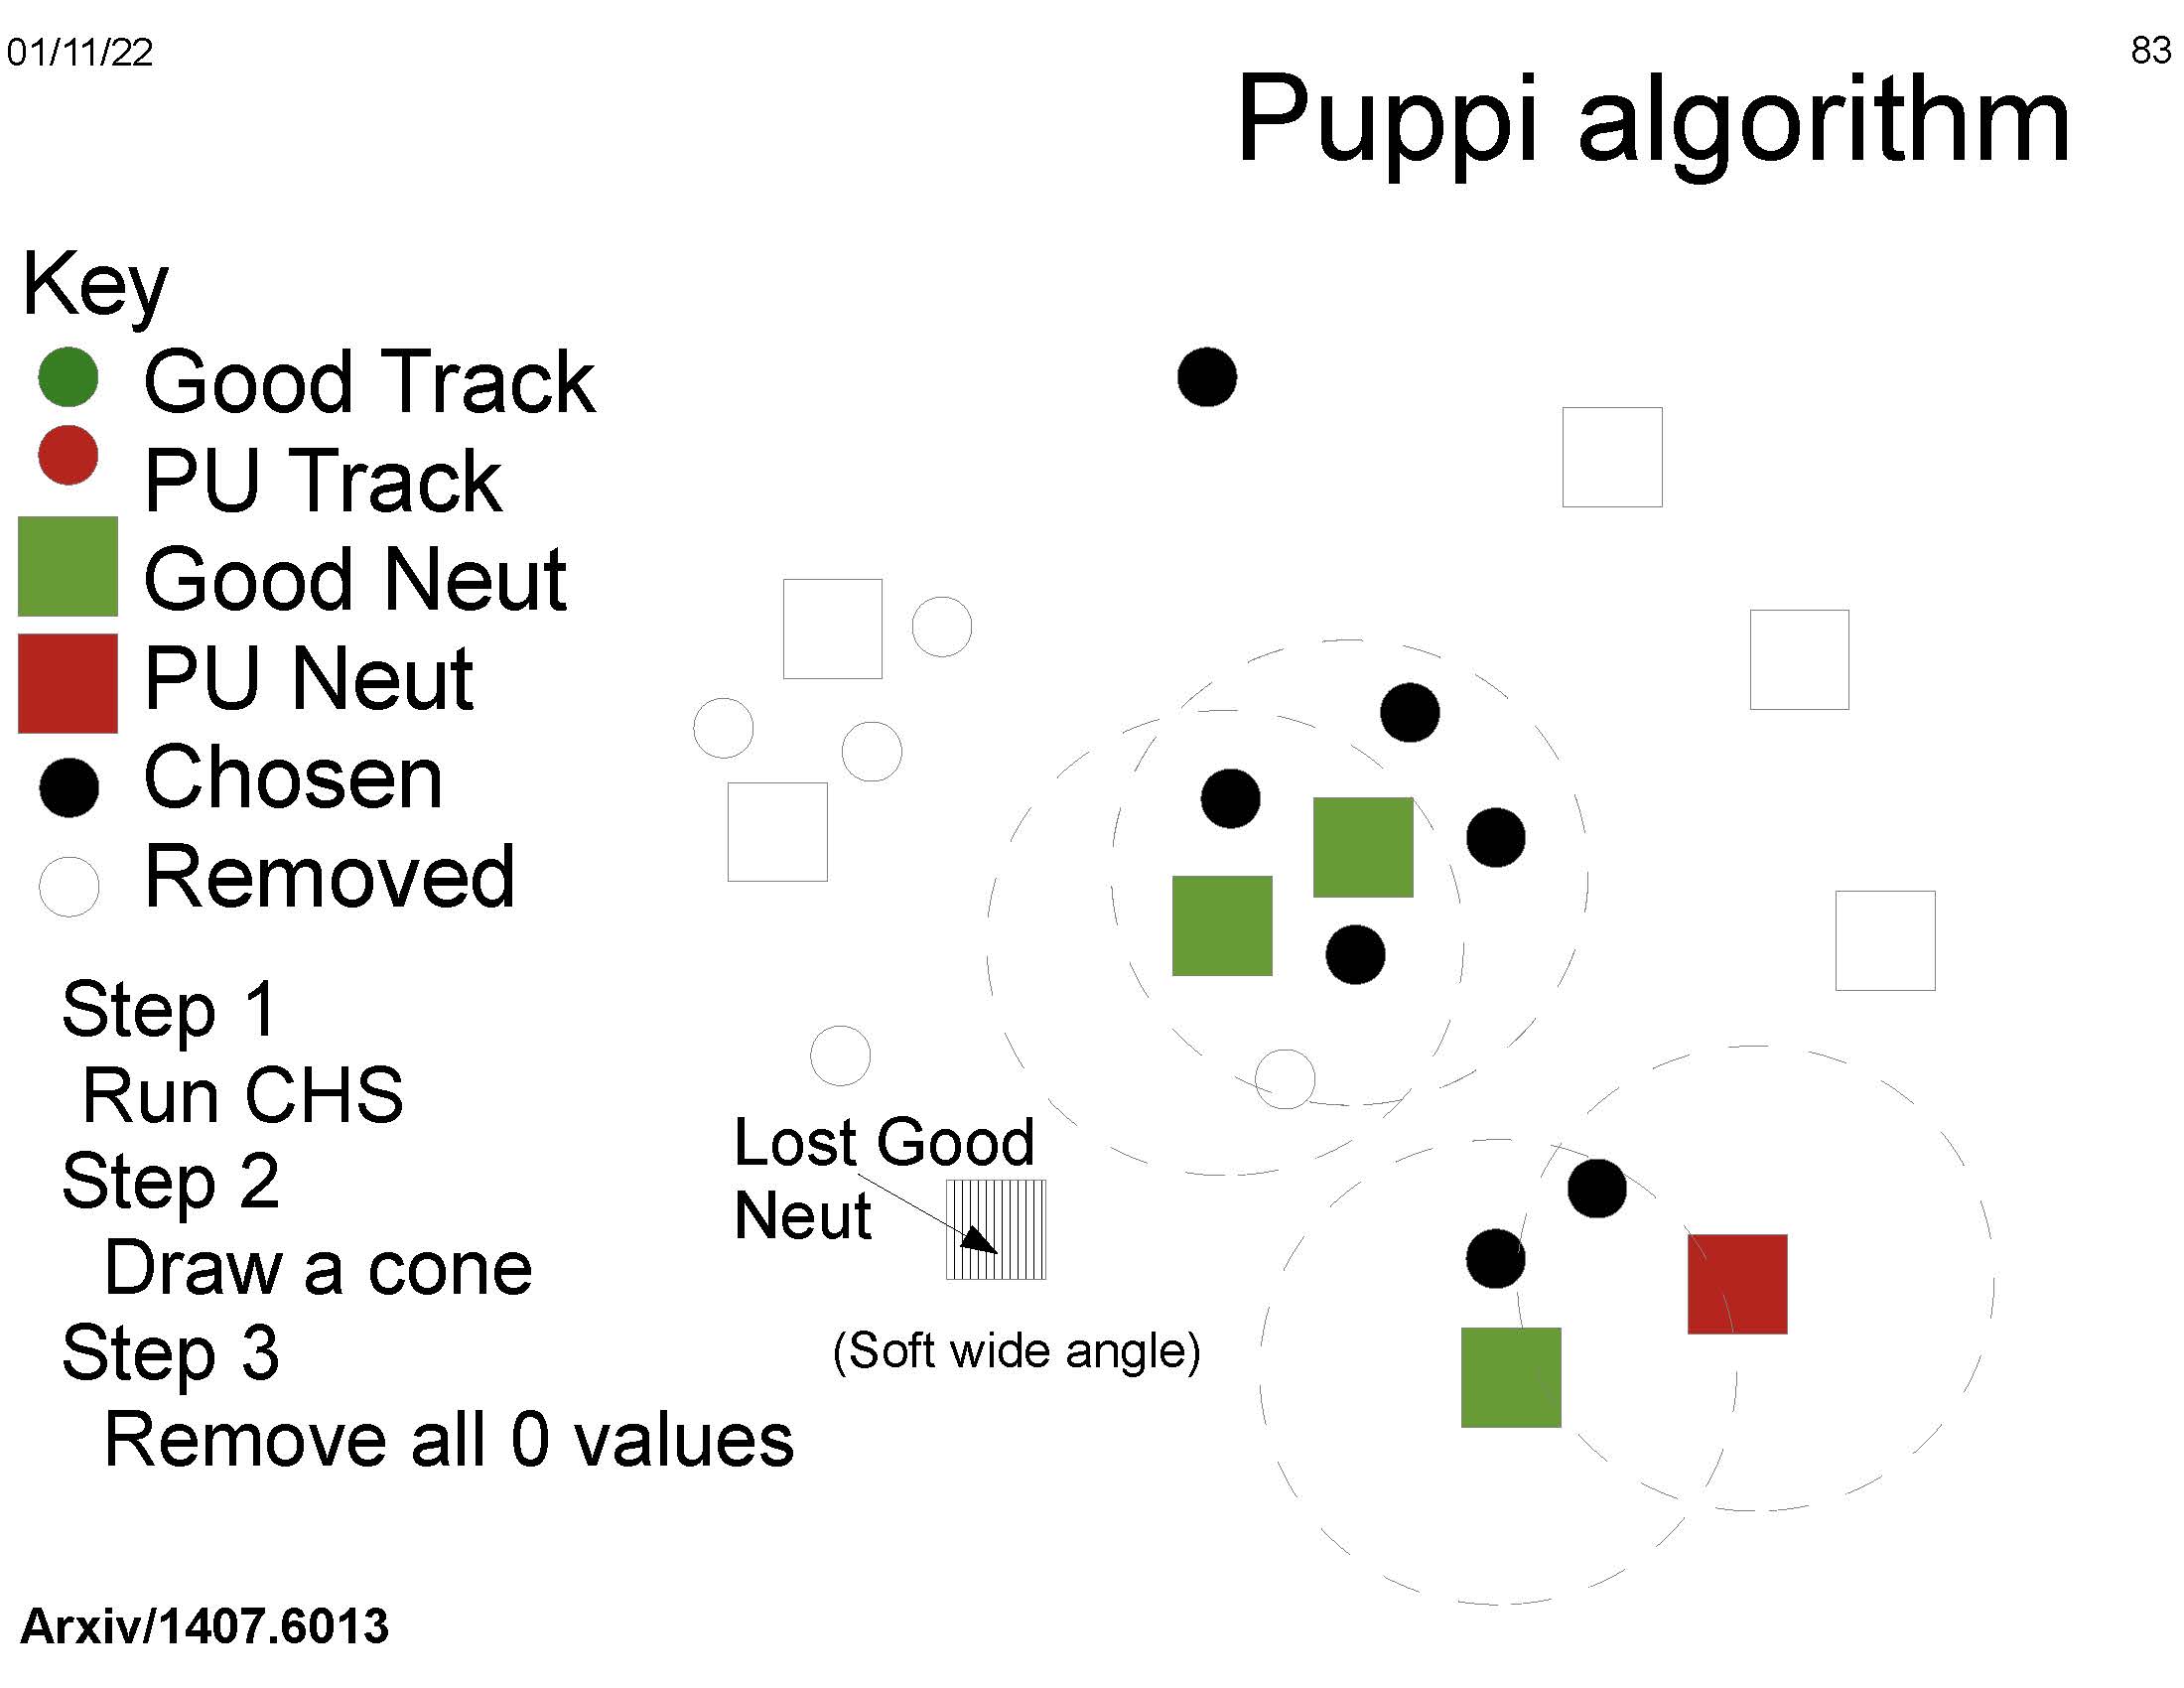 01/11/22
83
Puppi algorithm
Key
Good Track
PU Track
Good Neut
PU Neut
Chosen
Removed
Step 1
Run CHS
Step 2
Draw a cone
Step 3
Remove all 0 values
Lost Good
Neut
(Soft wide angle)
Arxiv/1407.6013